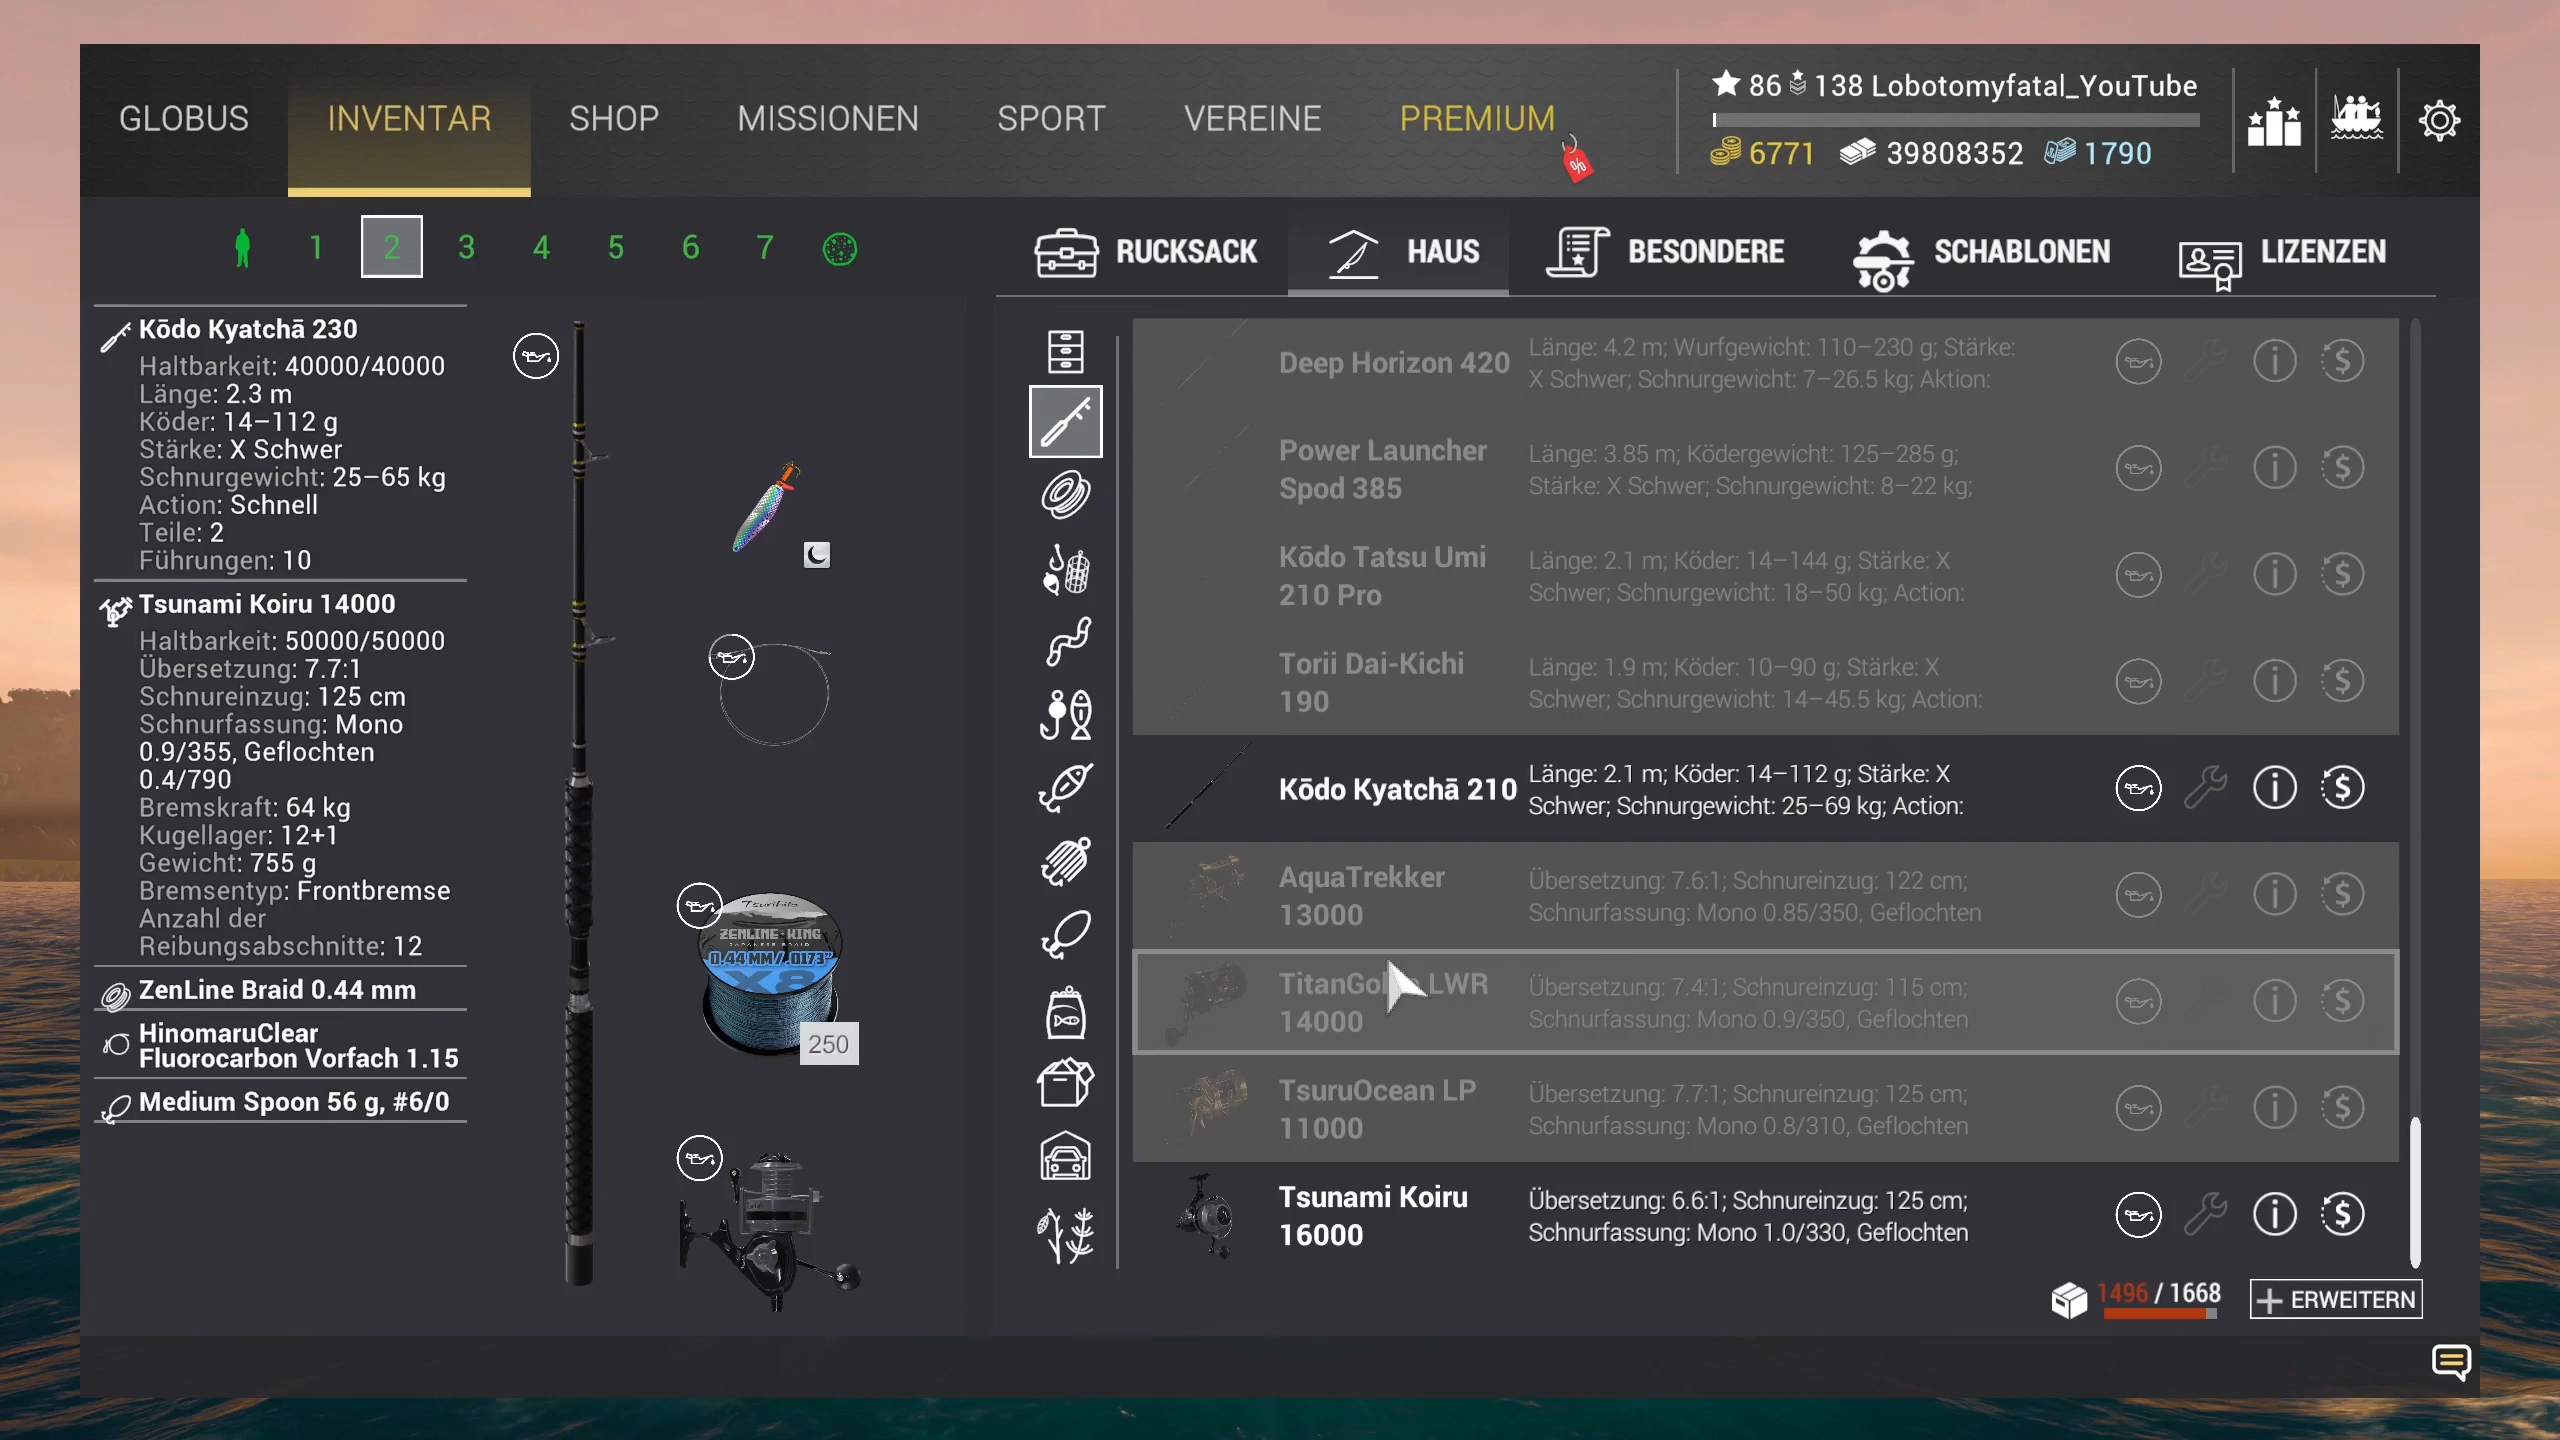 GLOBUS
INVENTAR
SHOP
MISSIONEN
SPORT
VEREINE
PREMIUM
%
86 138 Lobotomyfatal_YouTube
6771 39808352 1790
1 2 3 4 5 6 7
RUCKSACK
HAUS
BESONDERE
SCHABLONEN
LIZENZEN
Kōdo Kyatchā 230
Haltbarkeit: 40000/40000
Länge: 2.3 m
Köder: 14–112 g
Stärke: X Schwer
Schnurgewicht: 25–65 kg
Action: Schnell
Teile: 2
Führungen: 10
Tsunami Koiru 14000
Haltbarkeit: 50000/50000
Übersetzung: 7.7:1
Schnureinzug: 125 cm
Schnurfassung: Mono
0.9/355, Geflochten
0.4/790
Bremskraft: 64 kg
Kugellager: 12+1
Gewicht: 755 g
Bremsentyp: Frontbremse
Anzahl der
Reibungsabschnitte: 12
ZenLine Braid 0.44 mm
HinomaruClear
Fluorocarbon Vorfach 1.15
Medium Spoon 56 g, #6/0
Tsurihilo
ZENLINE KING
JAPANESE BRAID
0.44 MM/.0173"
X8
250
Deep Horizon 420
Länge: 4.2 m; Wurfgewicht: 110–230 g; Stärke:
X Schwer; Schnurgewicht: 7–26.5 kg; Aktion:
Power Launcher
Spod 385
Länge: 3.85 m; Ködergewicht: 125–285 g;
Stärke: X Schwer; Schnurgewicht: 8–22 kg;
Kōdo Tatsu Umi
210 Pro
Länge: 2.1 m; Köder: 14–144 g; Stärke: X
Schwer; Schnurgewicht: 18–50 kg; Action:
Torii Dai-Kichi
190
Länge: 1.9 m; Köder: 10–90 g; Stärke: X
Schwer; Schnurgewicht: 14–45.5 kg; Action:
Kōdo Kyatchā 210
Länge: 2.1 m; Köder: 14–112 g; Stärke: X
Schwer; Schnurgewicht: 25–69 kg; Action:
AquaTrekker
13000
Übersetzung: 7.6:1; Schnureinzug: 122 cm;
Schnurfassung: Mono 0.85/350, Geflochten
LWR
14000
Übersetzung: 7.4:1; Schnureinzug: 115 cm;
Schnurfassung: Mono 0.9/350, Geflochten
TsuruOcean LP
11000
Übersetzung: 7.7:1; Schnureinzug: 125 cm;
Schnurfassung: Mono 0.8/310, Geflochten
Tsunami Koiru
16000
Übersetzung: 6.6:1; Schnureinzug: 125 cm;
Schnurfassung: Mono 1.0/330, Geflochten
1496 / 1668
+ ERWEITERN